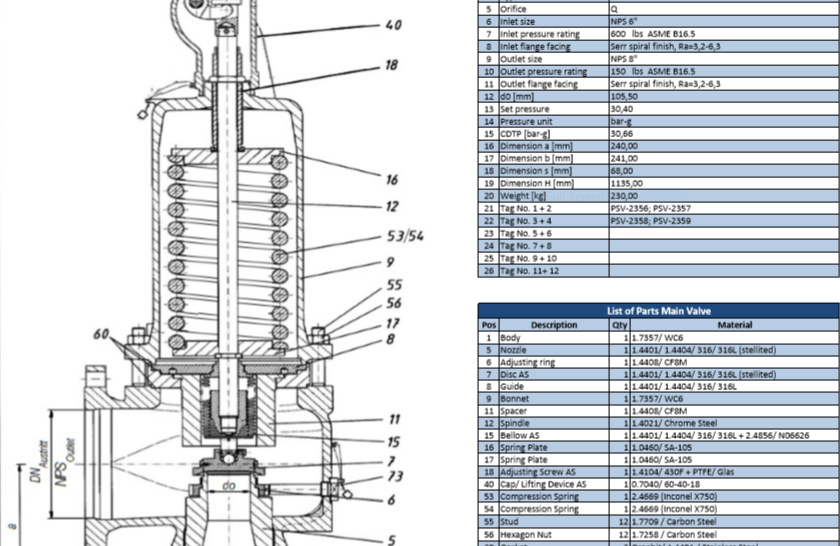 40
18
16
12
53/54
9
55
56
17
60
8
11
15
7
73
6
5
DN Austritt
NPS Outlet
do
a
5 Orifice Q
6 Inlet size NPS 6"
7 Inlet pressure rating 600 lbs ASME B16.5
8 Inlet flange facing Serr spiral finish, Ra=3,2-6,3
9 Outlet size NPS 8"
10 Outlet pressure rating 150 lbs ASME B16.5
11 Outlet flange facing Serr spiral finish, Ra=3,2-6,3
12 d0 [mm] 105,50
13 Set pressure 30,40
14 Pressure unit bar-g
15 CDTP [bar-g] 30,66
16 Dimension a [mm] 240,00
17 Dimension b [mm] 241,00
18 Dimension s [mm] 68,00
19 Dimension H [mm] 1135,00
20 Weight [kg] 230,00
21 Tag No. 1 + 2 PSV-2356; PSV-2357
22 Tag No. 3 + 4 PSV-2358; PSV-2359
23 Tag No. 5 + 6
24 Tag No. 7 + 8
25 Tag No. 9 + 10
26 Tag No. 11+ 12
List of Parts Main Valve
Pos Description Qty Material
1 Body 1 1.7357/ WC6
5 Nozzle 1 1.4401/ 1.4404/ 316/ 316L (stellited)
6 Adjusting ring 1 1.4408/ CF8M
7 Disc AS 1 1.4401/ 1.4404/ 316/ 316L (stellited)
8 Guide 1 1.4401/ 1.4404/ 316/ 316L
9 Bonnet 1 1.7357/ WC6
11 Spacer 1 1.4408/ CF8M
12 Spindle 1 1.4021/ Chrome Steel
15 Bellow AS 1 1.4401/ 1.4404/ 316/ 316L + 2.4856/ N06626
16 Spring Plate 1 1.0460/ SA-105
17 Spring Plate 1 1.0460/ SA-105
18 Adjusting Screw AS 1 1.4104/ 430F + PTFE/ Glas
40 Cap/ Lifting Device AS 1 0.7040/ 60-40-18
53 Compression Spring 1 2.4669 (Inconel X750)
54 Compression Spring 1 2.4669 (Inconel X750)
55 Stud 12 1.7709 / Carbon Steel
56 Hexagon Nut 12 1.7258 / Carbon Steel